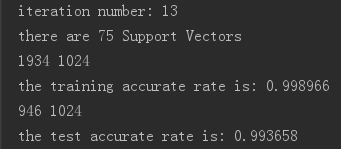 iteration number: 13
there are 75 Support Vectors
1934 1024
the training accurate rate is: 0.998966
946 1024
the test accurate rate is: 0.993658